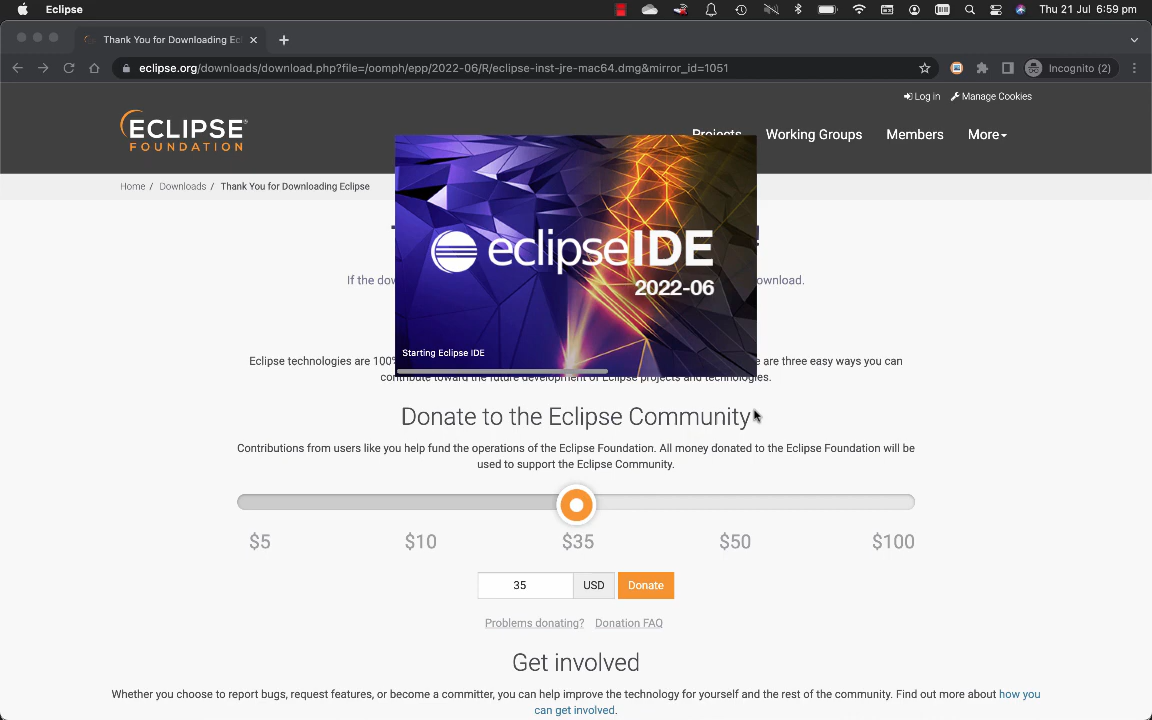 Eclipse
Thu 21 Jul 6:59 pm
Thank You for Downloading Ecl
eclipse.org/downloads/download.php?file=/oomph/epp/2022-06/R/eclipse-inst-jre-mac64.dmg&mirror_id=1051
Incognito (2)
Log in Manage Cookies
ECLIPSE
FOUNDATION
Projects Working Groups Members More
Home / Downloads / Thank You for Downloading Eclipse
eclipseIDE
2022-06
If the dow
ownload.
Starting Eclipse IDE
Eclipse technologies are 100%
e are three easy ways you can
contribute toward the future development of Eclipse projects and technologies.
Donate to the Eclipse Community
Contributions from users like you help fund the operations of the Eclipse Foundation. All money donated to the Eclipse Foundation will be
used to support the Eclipse Community.
$5 $10 $35 $50 $100
35 USD Donate
Problems donating? Donation FAQ
Get involved
Whether you choose to report bugs, request features, or become a committer, you can help improve the technology for yourself and the rest of the community. Find out more about how you
can get involved.